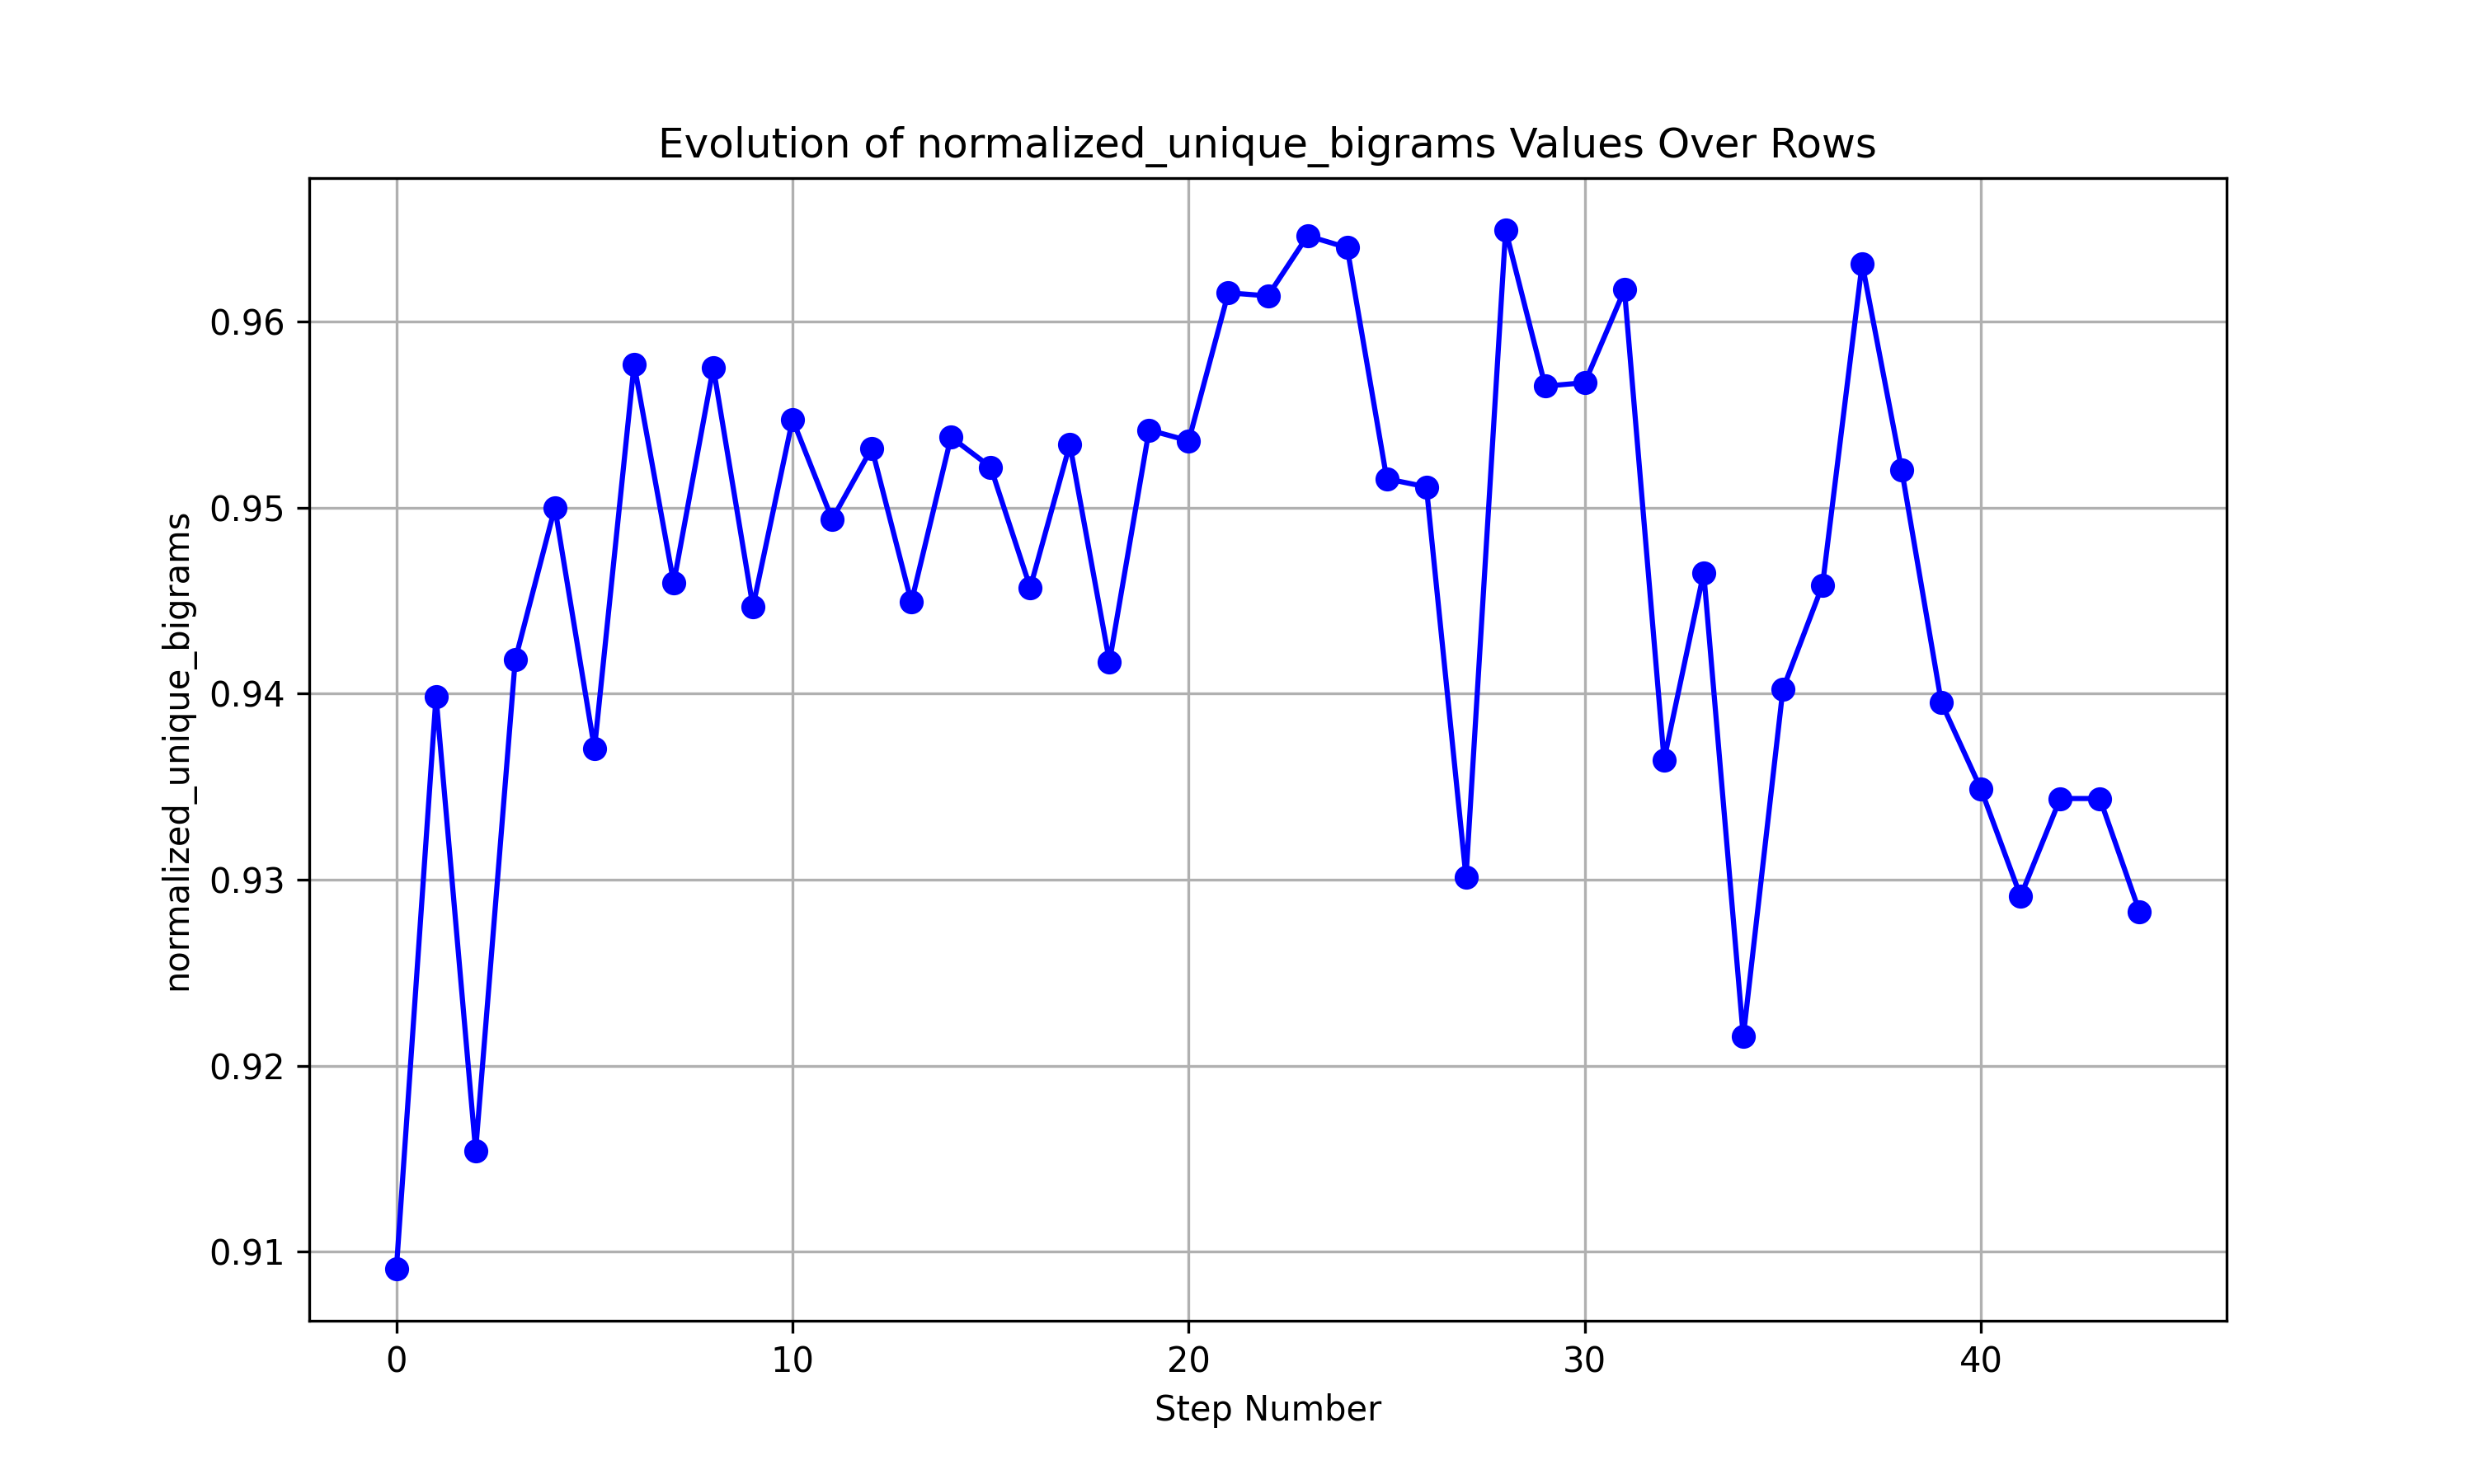 Evolution of normalized_unique_bigrams Values Over Rows
normalized_unique_bigrams
0.96
0.95
0.94
0.93
0.92
0.91
0 10 20 30 40
Step Number